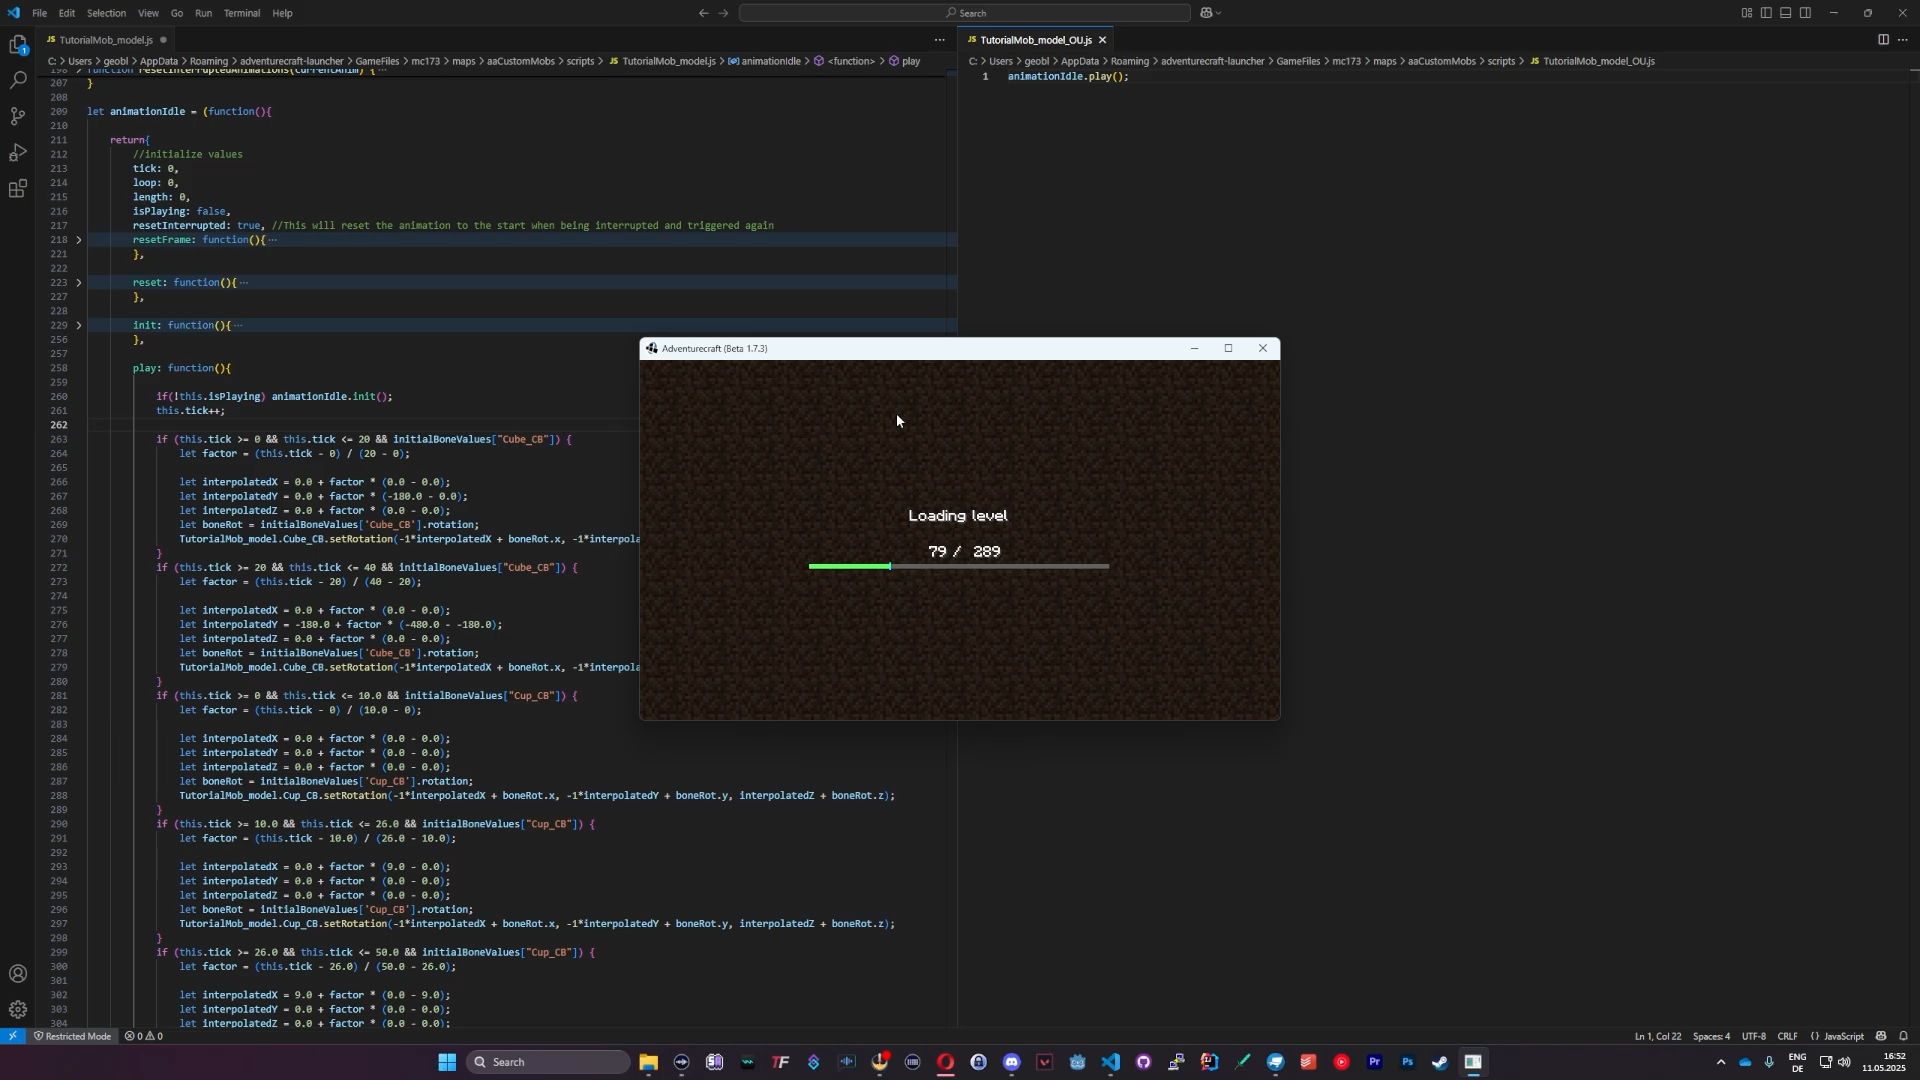 File Edit Selection View Go Run Terminal Help
Search
TutorialMob_model.js
C: > Users > geobl > AppData > Roaming > adventurecraft-launcher > GameFiles > mc173 > maps > aaCustomMobs > scripts > JS TutorialMob_model.js > animationIdle > <function> > play
198 function resetInterruptedAnimations(currentAnim) {
207 }
208
209 let animationIdle = (function(){
210
211 return{
212 //initialize values
213 tick: 0,
214 loop: 0,
215 length: 0,
216 isPlaying: false,
217 resetInterrupted: true, //This will reset the animation to the start when being interrupted and triggered again
218 resetFrame: function(){ ...
221 },
222
223 reset: function(){ ...
227 },
228
229 init: function(){ ...
256 },
257
258 play: function(){
259
260 if(!this.isPlaying) animationIdle.init();
261 this.tick++;
262
263 if (this.tick >= 0 && this.tick <= 20 && initialBoneValues["Cube_CB"]) {
264 let factor = (this.tick - 0) / (20 - 0);
265
266 let interpolatedX = 0.0 + factor * (0.0 - 0.0);
267 let interpolatedY = 0.0 + factor * (-180.0 - 0.0);
268 let interpolatedZ = 0.0 + factor * (0.0 - 0.0);
269 let boneRot = initialBoneValues['Cube_CB'].rotation;
270 TutorialMob_model.Cube_CB.setRotation(-1*interpolatedX + boneRot.x, -1*interpola
271 }
272 if (this.tick >= 20 && this.tick <= 40 && initialBoneValues["Cube_CB"]) {
273 let factor = (this.tick - 20) / (40 - 20);
274
275 let interpolatedX = 0.0 + factor * (0.0 - 0.0);
276 let interpolatedY = -180.0 + factor * (-480.0 - -180.0);
277 let interpolatedZ = 0.0 + factor * (0.0 - 0.0);
278 let boneRot = initialBoneValues['Cube_CB'].rotation;
279 TutorialMob_model.Cube_CB.setRotation(-1*interpolatedX + boneRot.x, -1*interpola
280 }
281 if (this.tick >= 0 && this.tick <= 10.0 && initialBoneValues["Cup_CB"]) {
282 let factor = (this.tick - 0) / (10.0 - 0);
283
284 let interpolatedX = 0.0 + factor * (0.0 - 0.0);
285 let interpolatedY = 0.0 + factor * (0.0 - 0.0);
286 let interpolatedZ = 0.0 + factor * (0.0 - 0.0);
287 let boneRot = initialBoneValues['Cup_CB'].rotation;
288 TutorialMob_model.Cup_CB.setRotation(-1*interpolatedX + boneRot.x, -1*interpolatedY + boneRot.y, interpolatedZ + boneRot.z);
289 }
290 if (this.tick >= 10.0 && this.tick <= 26.0 && initialBoneValues["Cup_CB"]) {
291 let factor = (this.tick - 10.0) / (26.0 - 10.0);
292
293 let interpolatedX = 0.0 + factor * (9.0 - 0.0);
294 let interpolatedY = 0.0 + factor * (0.0 - 0.0);
295 let interpolatedZ = 0.0 + factor * (0.0 - 0.0);
296 let boneRot = initialBoneValues['Cup_CB'].rotation;
297 TutorialMob_model.Cup_CB.setRotation(-1*interpolatedX + boneRot.x, -1*interpolatedY + boneRot.y, interpolatedZ + boneRot.z);
298 }
299 if (this.tick >= 26.0 && this.tick <= 50.0 && initialBoneValues["Cup_CB"]) {
300 let factor = (this.tick - 26.0) / (50.0 - 26.0);
301
302 let interpolatedX = 9.0 + factor * (0.0 - 9.0);
303 let interpolatedY = 0.0 + factor * (0.0 - 0.0);
304 let interpolatedZ = 0.0 + factor * (0.0 - 0.0);
JS TutorialMob_model_OU.js
C: > Users > geobl > AppData > Roaming > adventurecraft-launcher > GameFiles > mc173 > maps > aaCustomMobs > scripts > JS TutorialMob_model_OU.js
1 animationIdle.play();
Adventurecraft (Beta 1.7.3)
Loading level
79 / 289
Restricted Mode 0 0
Ln 1, Col 22 Spaces: 4 UTF-8 CRLF {} JavaScript
Search
ENG
DE
16:52
11.05.2025